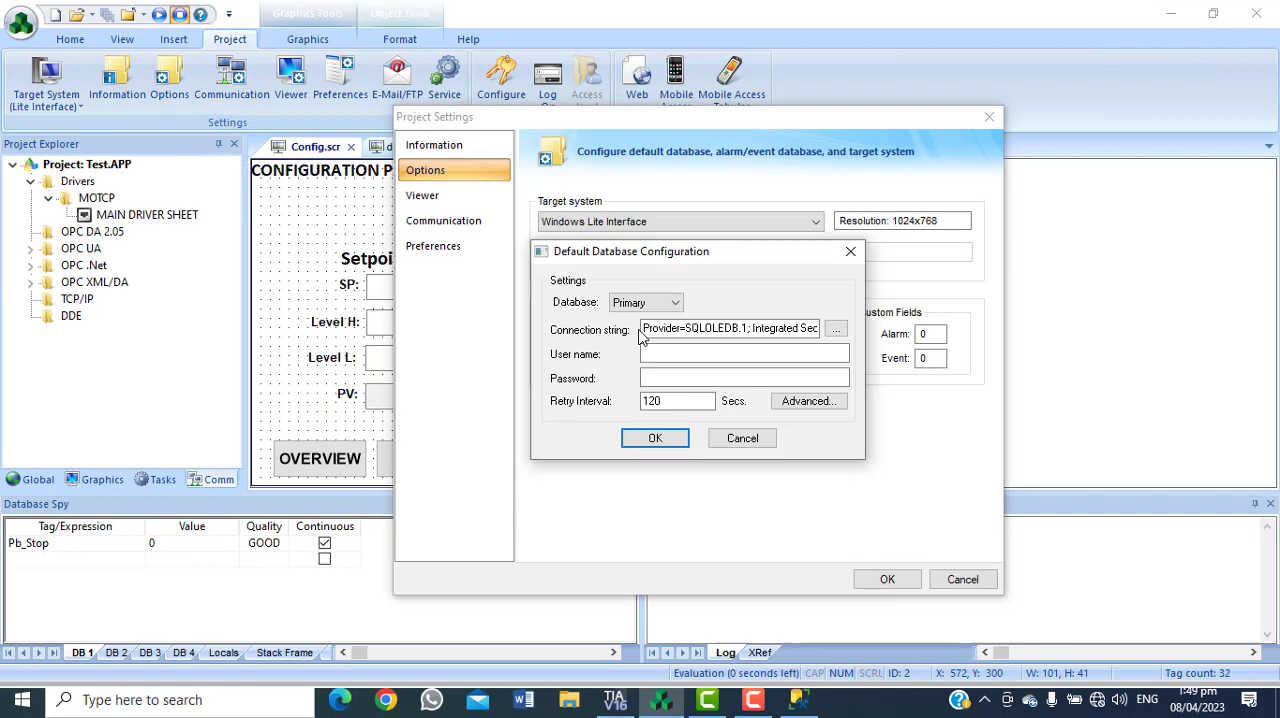 Graphics Tools
Object Tools
Home
View
Insert
Project
Graphics
Format
Help
Target System
(Lite Interface)
Information
Options
Communication
Viewer
Preferences
E-Mail/FTP
Service
Configure
Log
On
Access
Web
Mobile
Mobile Access
Settings
Project Explorer
Project: Test.APP
Drivers
MOTCP
MAIN DRIVER SHEET
OPC DA 2.05
OPC UA
OPC .Net
OPC XML/DA
TCP/IP
DDE
Global
Graphics
Tasks
Comm
Config.scr
CONFIGURATION P
Setpoi
SP:
Level H:
Level L:
PV:
OVERVIEW
Project Settings
Information
Options
Viewer
Communication
Preferences
Configure default database, alarm/event database, and target system
Target system
Windows Lite Interface
Resolution: 1024x768
Default Database Configuration
Settings
Database:
Primary
Connection string:
Provider=SQLOLEDB.1; Integrated Sec
...
User name:
Password:
Retry Interval:
120
Secs.
Advanced...
OK
Cancel
ustom Fields
Alarm:
0
Event:
0
OK
Cancel
Database Spy
Tag/Expression
Value
Quality
Continuous
Pb_Stop
0
GOOD
DB 1
DB 2
DB 3
DB 4
Locals
Stack Frame
Log
XRef
Evaluation (0 seconds left)
CAP
NUM
SCRL
ID: 2
X: 572, Y: 300
W: 101, H: 41
Tag count: 32
Type here to search
TIA
V16
ENG
1:49 pm
08/04/2023